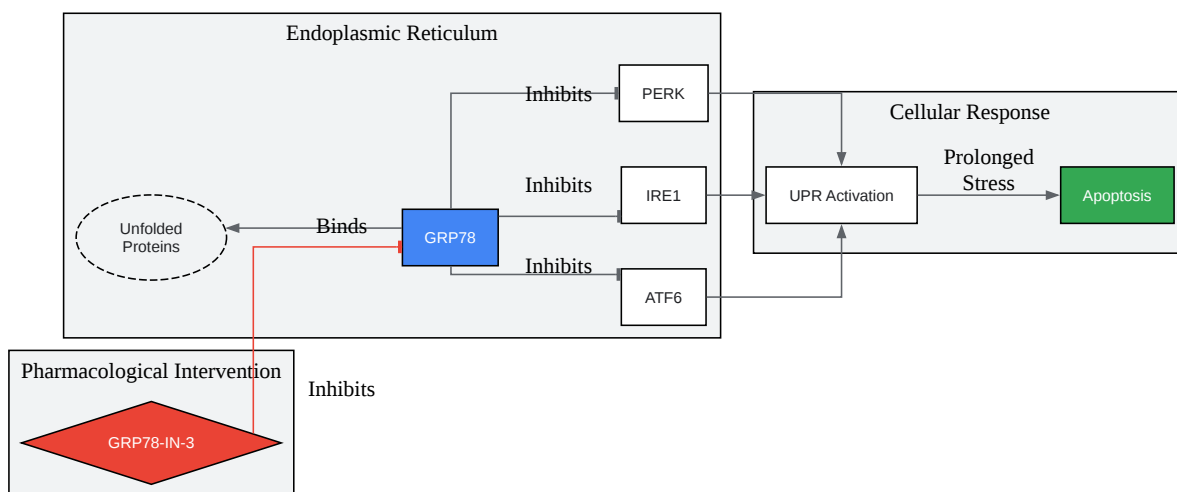 Endoplasmic Reticulum
Inhibits
PERK
Cellular Response
Inhibits
IRE1
UPR Activation
Prolonged
Stress
Apoptosis
Unfolded
Proteins
Binds
GRP78
Inhibits
ATF6
Pharmacological Intervention
Inhibits
GRP78-IN-3